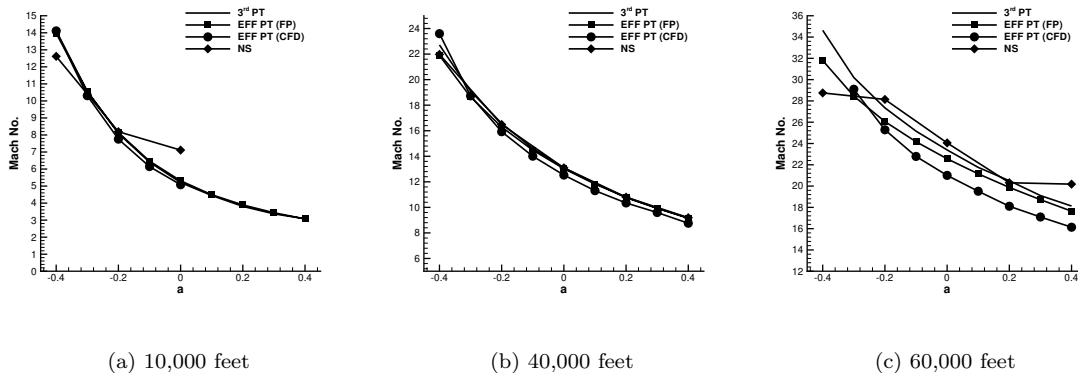 3rd PT
EFF PT (FP)
EFF PT (CFD)
NS
Mach No.
15
14
13
12
11
10
9
8
7
6
5
4
3
2
1
0
-0.4 -0.2 0 0.2 0.4
a
(a) 10,000 feet
3rd PT
EFF PT (FP)
EFF PT (CFD)
NS
Mach No.
24
22
20
18
16
14
12
10
8
6
-0.4 -0.2 0 0.2 0.4
a
(b) 40,000 feet
3rd PT
EFF PT (FP)
EFF PT (CFD)
NS
Mach No.
36
34
32
30
28
26
24
22
20
18
16
14
12
-0.4 -0.2 0 0.2 0.4
a
(c) 60,000 feet